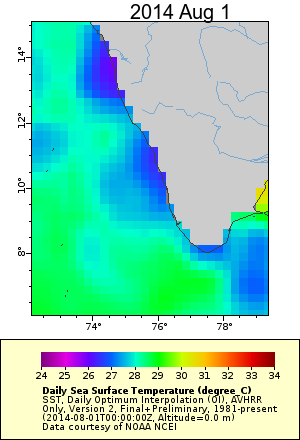 2014 Aug 1
14°
12°
10°
8°
74°
76°
78°
24 25 26 27 28 29 30 31 32 33 34
Daily Sea Surface Temperature (degree_C)
SST, Daily Optimum Interpolation (OI), AVHRR
Only, Version 2, Final+Preliminary, 1981-present
(2014-08-01T00:00:00Z, Altitude=0.0 m)
Data courtesy of NOAA NCEI